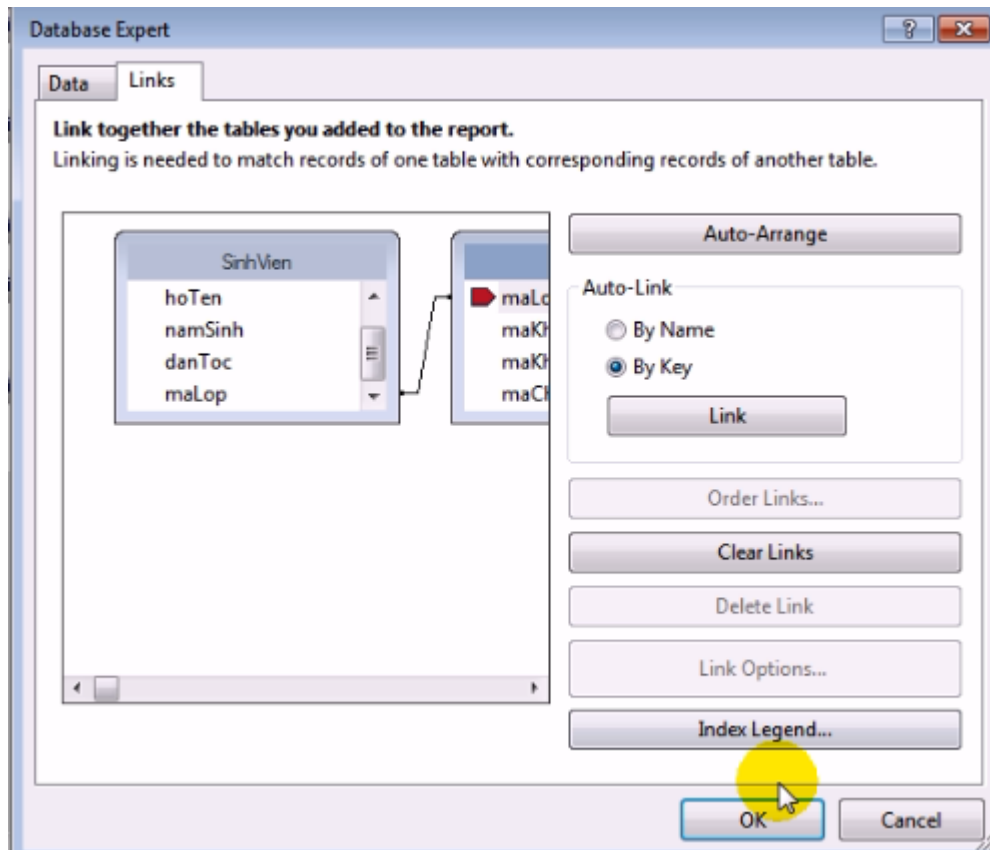 Database Expert
Data
Links
Link together the tables you added to the report.
Linking is needed to match records of one table with corresponding records of another table.
SinhVien
hoTen
namSinh
danToc
maLop
Auto-Arrange
Auto-Link
By Name
By Key
Link
Order Links...
Clear Links
Delete Link
Link Options...
Index Legend...
OK
Cancel